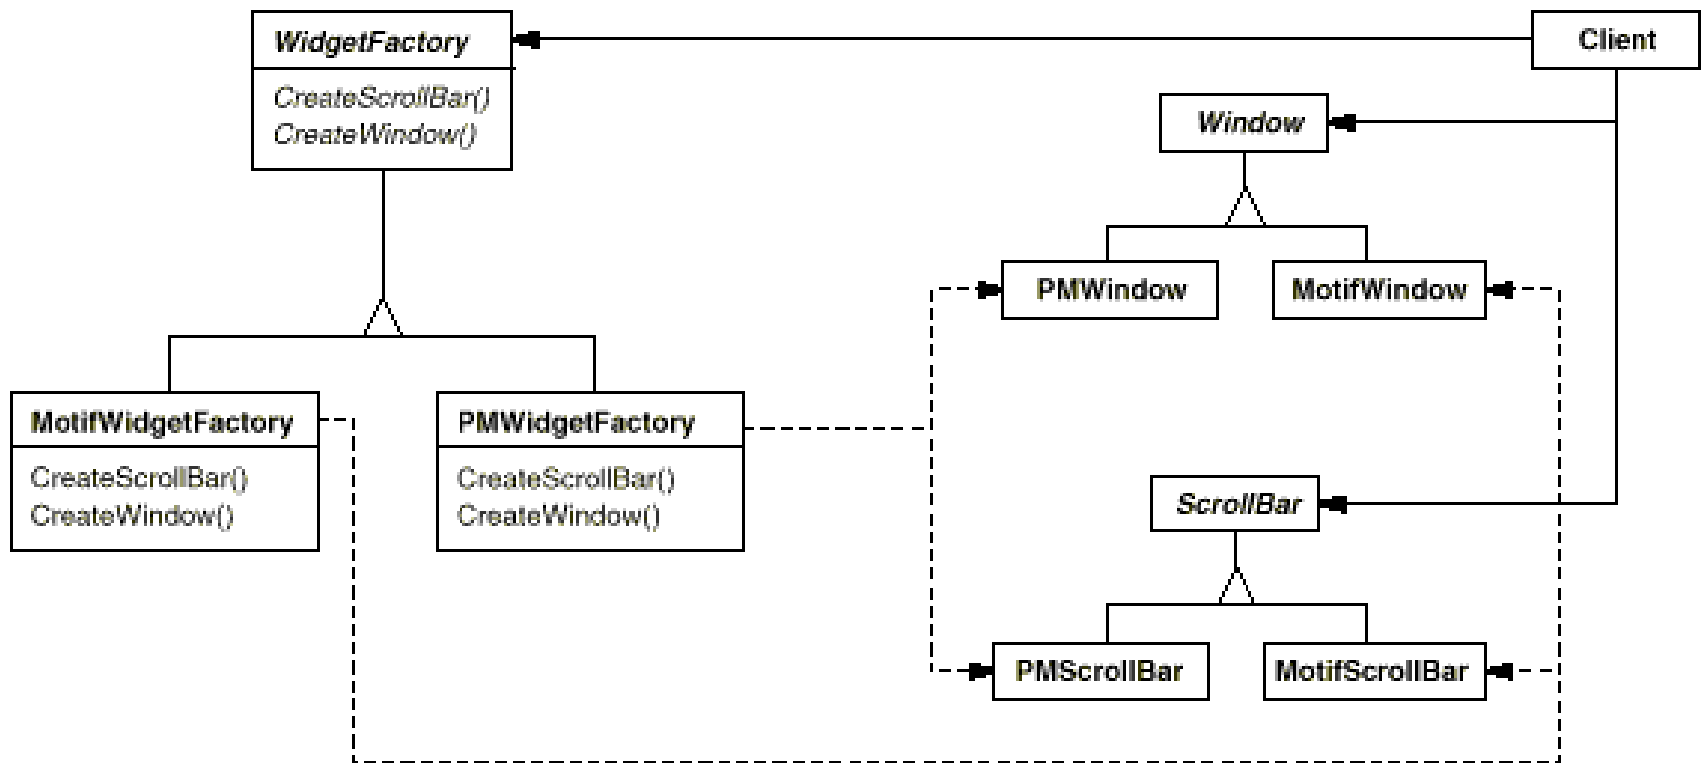 WidgetFactory
CreateScrollBar()
CreateWindow()
Client
Window
PMWindow
MotifWindow
MotifWidgetFactory
CreateScrollBar()
CreateWindow()
PMWidgetFactory
CreateScrollBar()
CreateWindow()
ScrollBar
PMScrollBar
MotifScrollBar